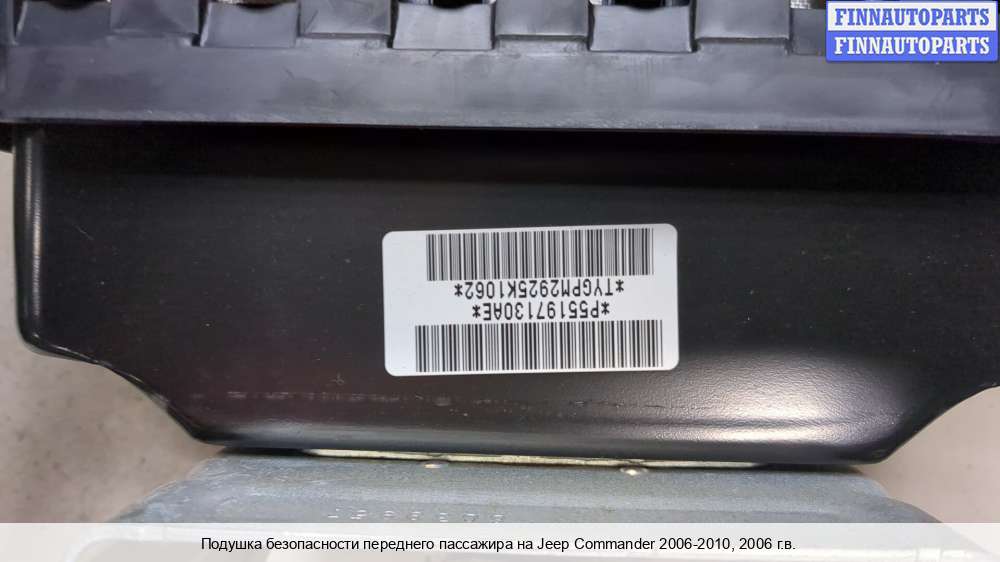 FINNAUTOPARTS
FINNAUTOPARTS
*P55197130AE*
*TYGPM2925K1062*
Подушка безопасности переднего пассажира на Jeep Commander 2006-2010, 2006 г.в.